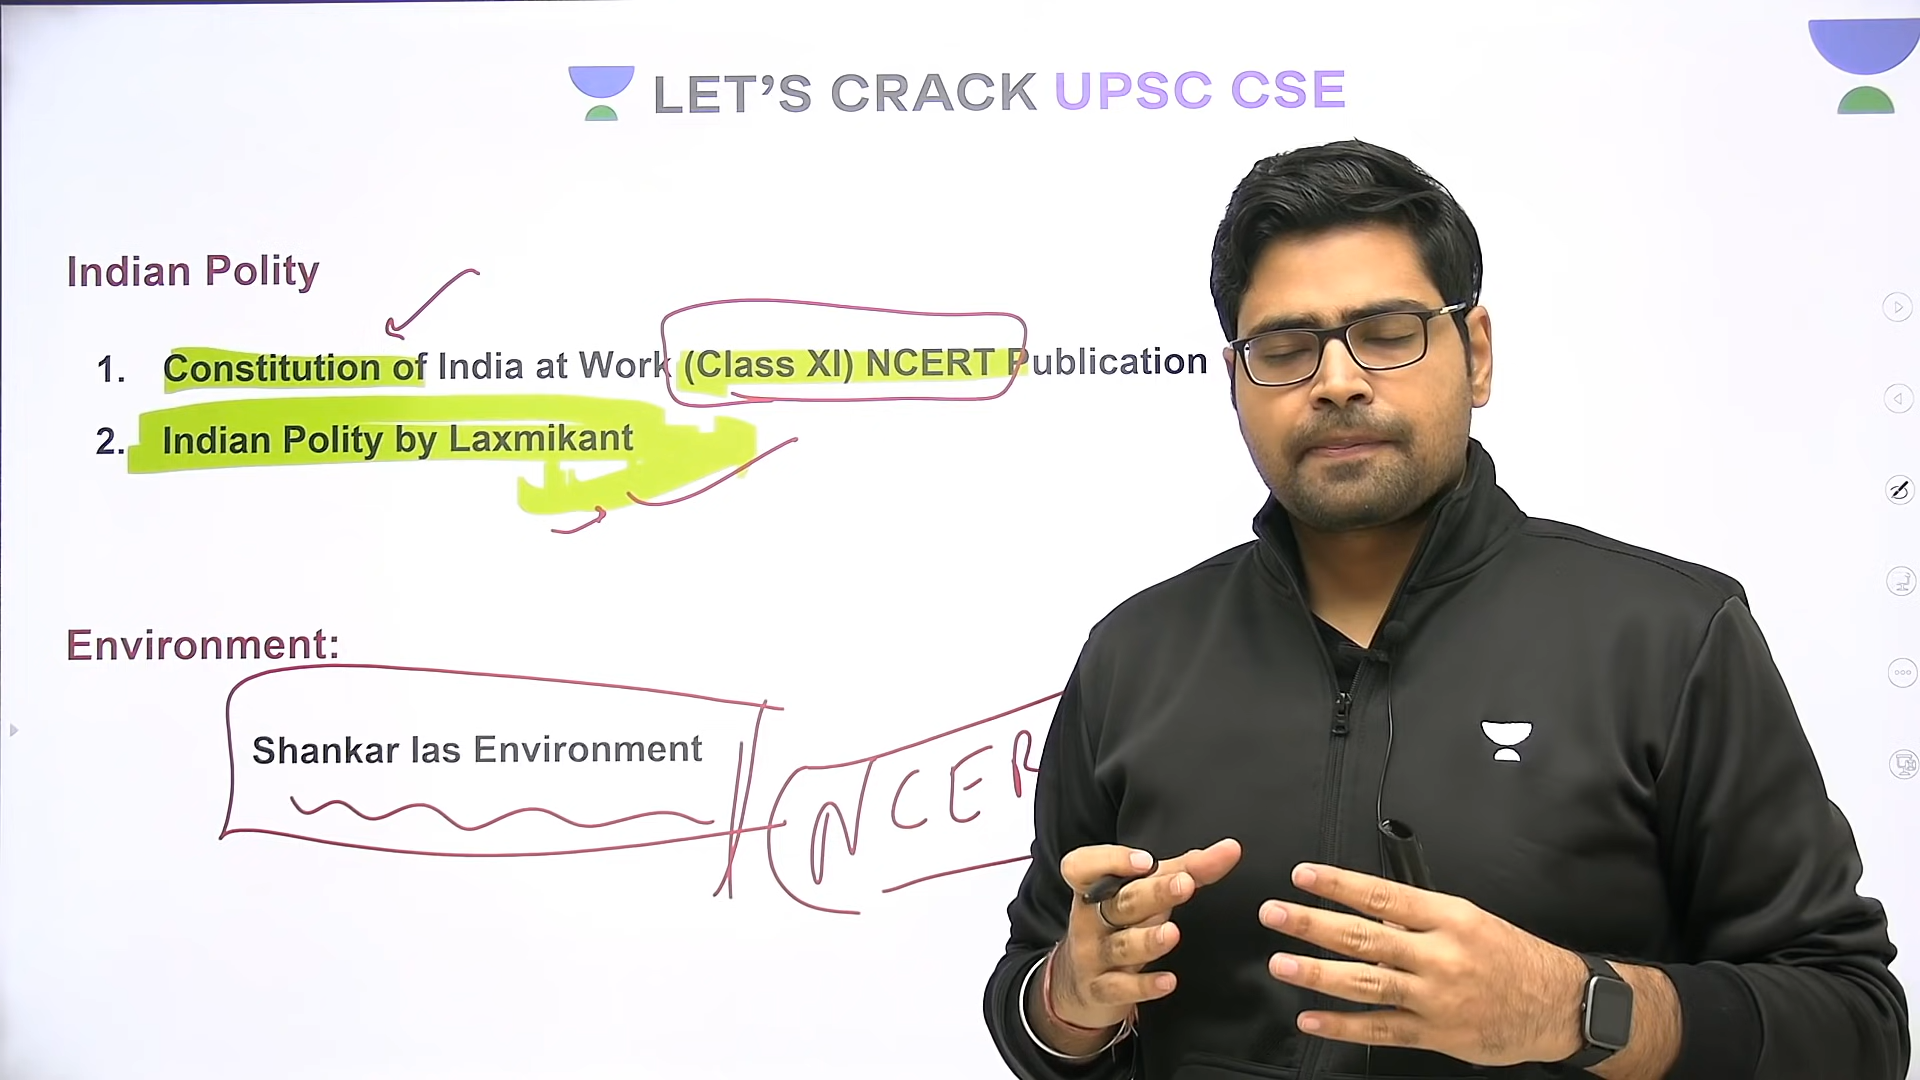 LET'S CRACK UPSC CSE
Indian Polity
1. Constitution of India at Work (Class XI) NCERT Publication
2. Indian Polity by Laxmikant
Environment:
Shankar Ias Environment
NCER